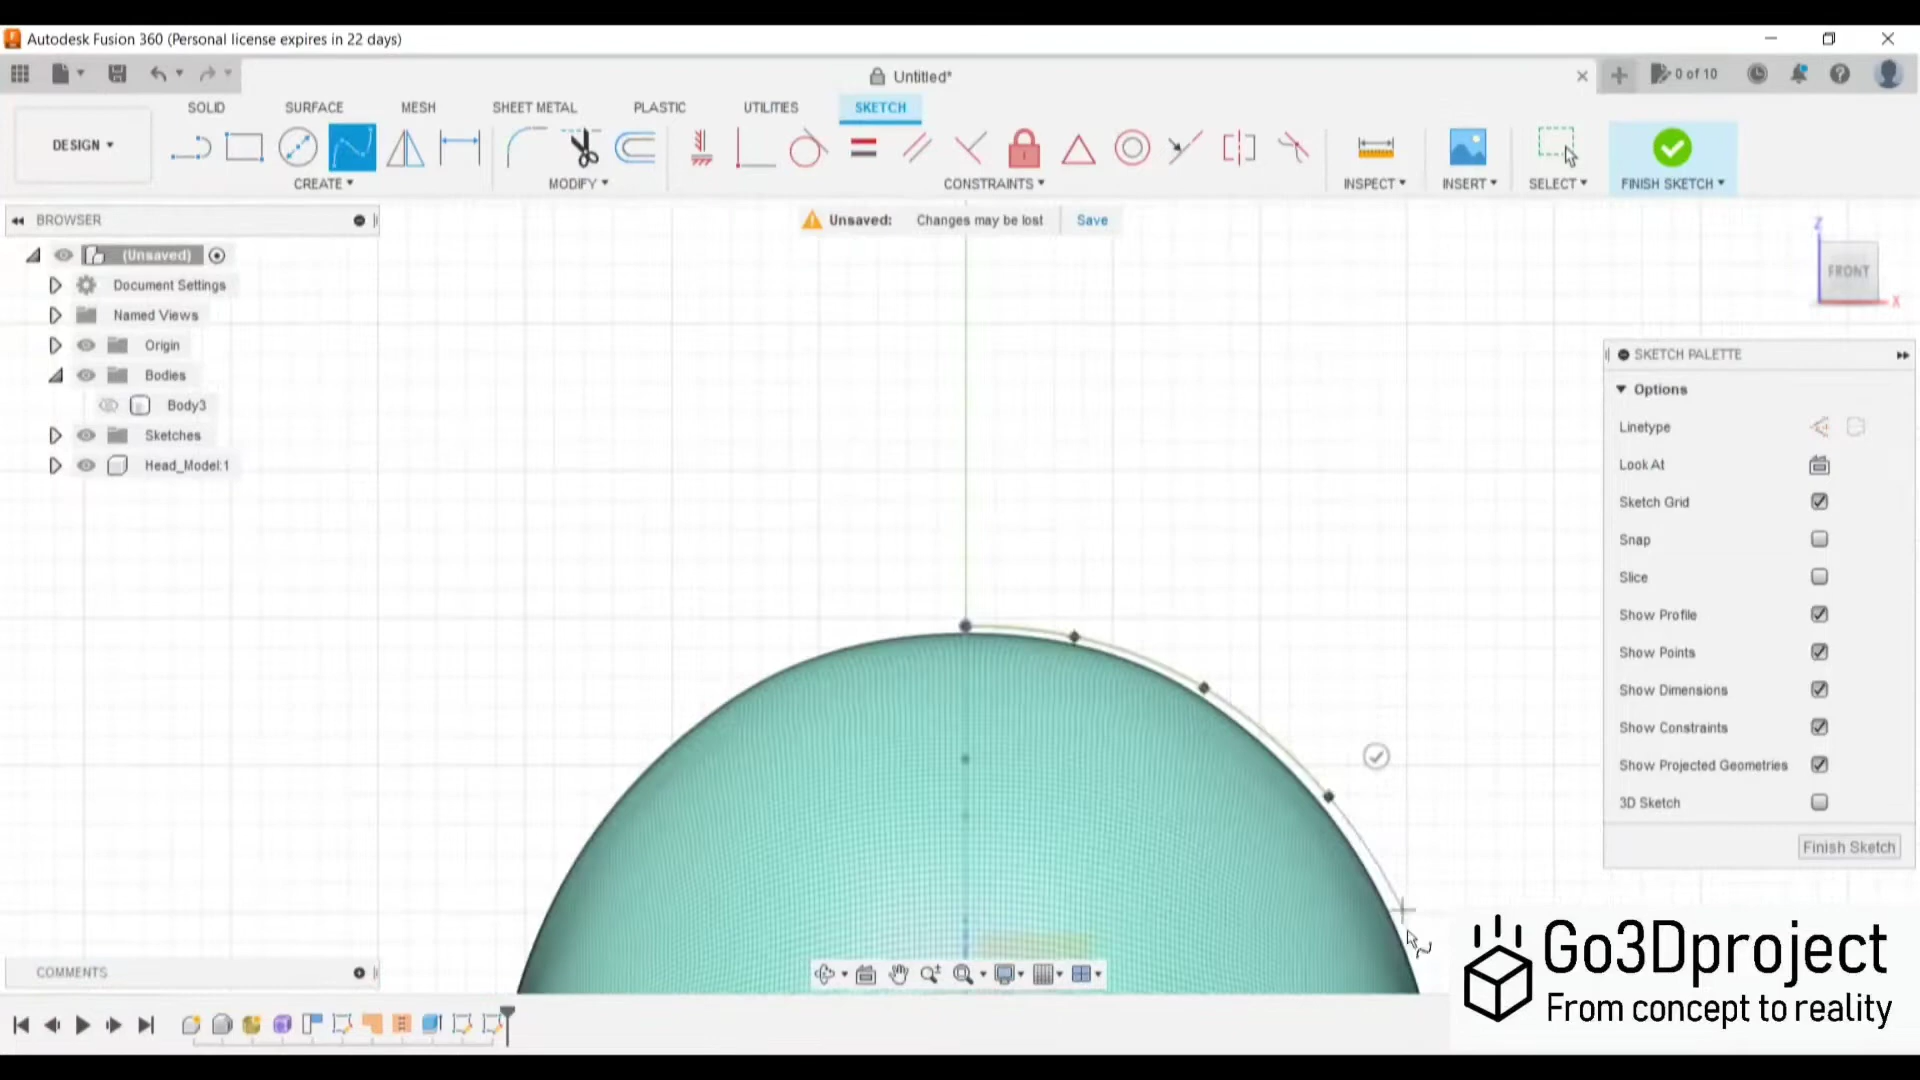 Autodesk Fusion 360 (Personal license expires in 22 days)
Untitled*
0 of 10
SOLID SURFACE MESH SHEET METAL PLASTIC UTILITIES SKETCH
DESIGN
CREATE MODIFY CONSTRAINTS INSPECT INSERT SELECT FINISH SKETCH
BROWSER
Unsaved: Changes may be lost Save
(Unsaved)
Document Settings
Named Views
Origin
Bodies
Body3
Sketches
Head_Model:1
Z
FRONT
X
SKETCH PALETTE
Options
Linetype
Look At
Sketch Grid
Snap
Slice
Show Profile
Show Points
Show Dimensions
Show Constraints
Show Projected Geometries
3D Sketch
Finish Sketch
COMMENTS
Go3Dproject
From concept to reality